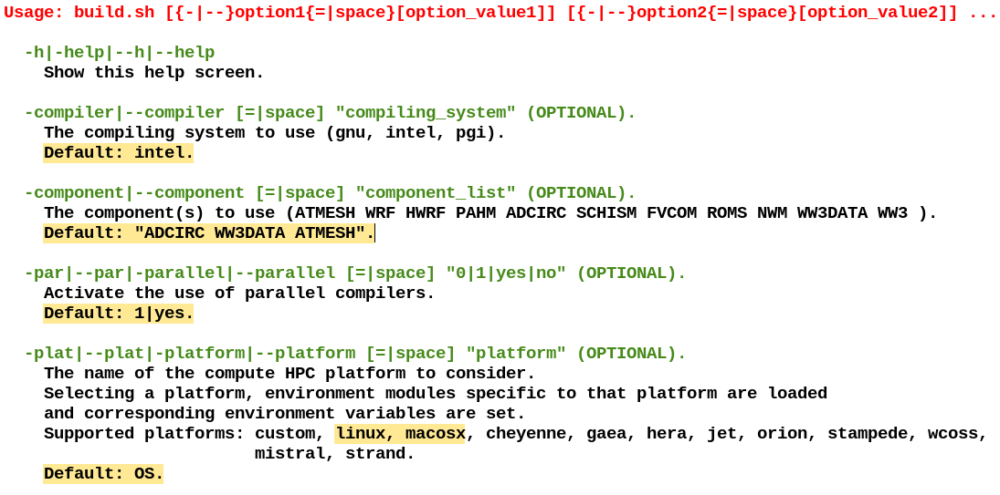 Usage: build.sh [{-|--}option1{=|space}[option_value1]] [{-|--}option2{=|space}[option_value2]] ...
-h|-help|--h|--help
Show this help screen.
-compiler|--compiler [=|space] "compiling_system" (OPTIONAL).
The compiling system to use (gnu, intel, pgi).
Default: intel.
-component|--component [=|space] "component_list" (OPTIONAL).
The component(s) to use (ATMESH WRF HWRF PAHM ADCIRC SCHISM FVCOM ROMS NWM WW3DATA WW3 ).
Default: "ADCIRC WW3DATA ATMESH".
-par|--par|-parallel|--parallel [=|space] "0|1|yes|no" (OPTIONAL).
Activate the use of parallel compilers.
Default: 1|yes.
-plat|--plat|-platform|--platform [=|space] "platform" (OPTIONAL).
The name of the compute HPC platform to consider.
Selecting a platform, environment modules specific to that platform are loaded
and corresponding environment variables are set.
Supported platforms: custom, linux, macosx, cheyenne, gaea, hera, jet, orion, stampede, wcoss,
mistral, strand.
Default: OS.